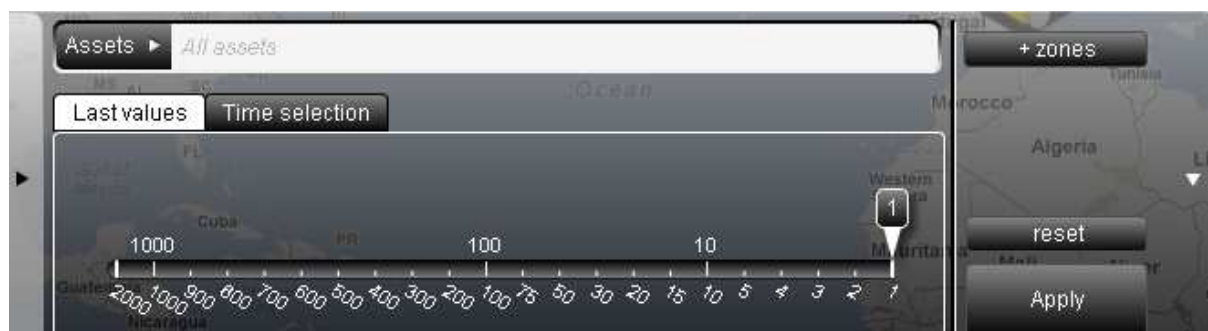 Assets ▸ All assets
+ zones
Ocean
Tunisia
Last values Time selection
Morocco
Algeria
FL
Western
Cuba
1
PR
reset
1000 100 10
Mali
2000 1000 900 800 700 600 500 400 300 200 100 75 50 30 20 15 10 5 4 3 2 1
Apply
Nicaragua